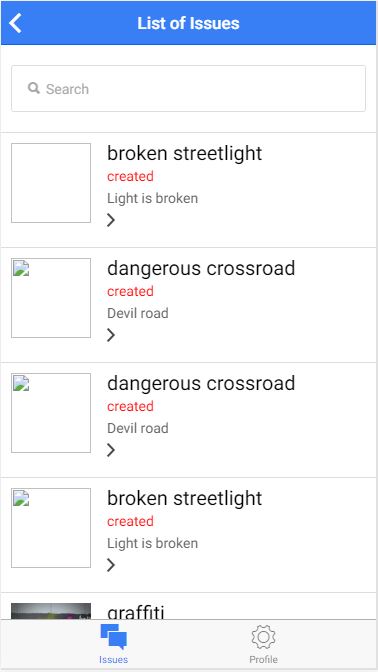 List of Issues
Search
broken streetlight
created
Light is broken
dangerous crossroad
created
Devil road
dangerous crossroad
created
Devil road
broken streetlight
created
Light is broken
graffiti
Issues
Profile